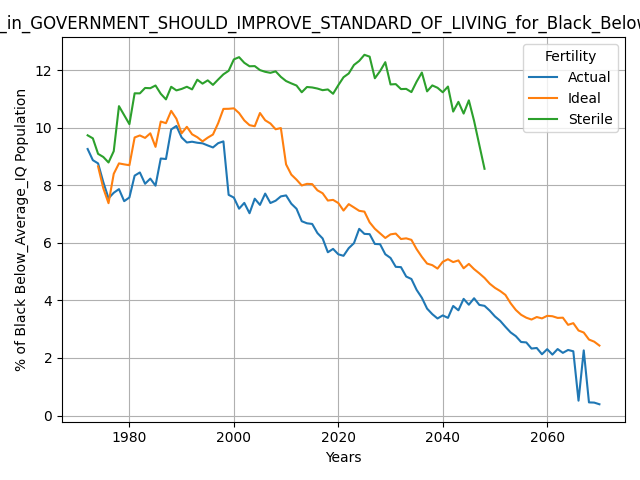 _in_GOVERNMENT_SHOULD_IMPROVE_STANDARD_OF_LIVING_for_Black_Below
Fertility
Actual
Ideal
Sterile
% of Black Below_Average_IQ Population
12
10
8
6
4
2
0
1980
2000
2020
2040
2060
Years